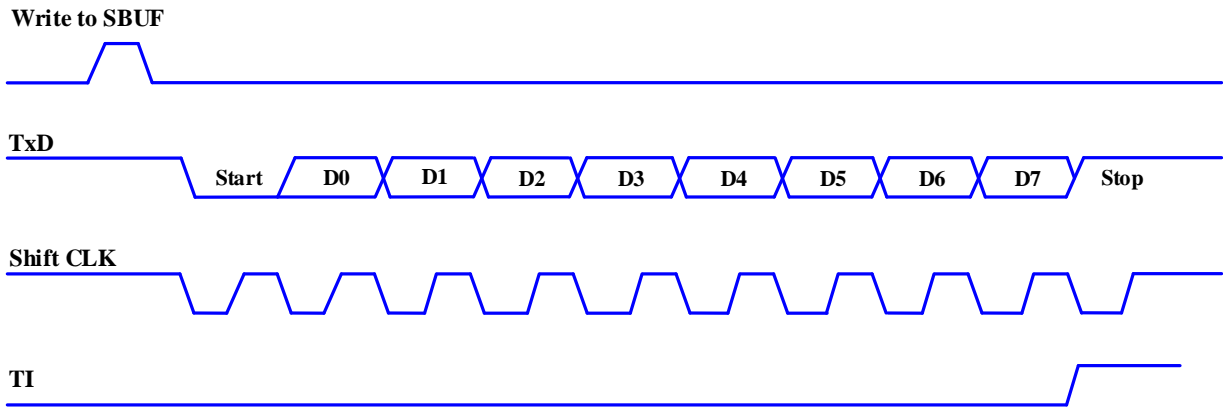 Write to SBUF
TxD
Start D0 D1 D2 D3 D4 D5 D6 D7 Stop
Shift CLK
TI